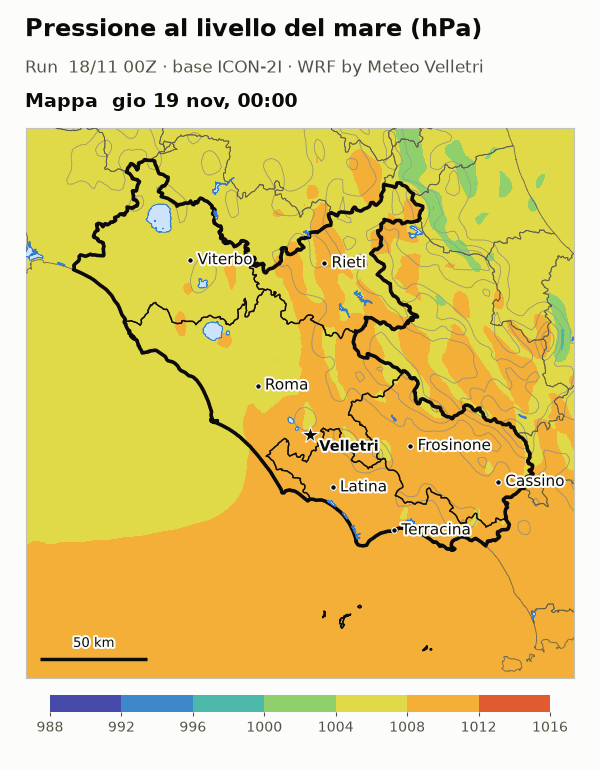 Pressione al livello del mare (hPa)
Run  18/11 00Z · base ICON-2I · WRF by Meteo Velletri
Mappa  gio 19 nov, 00:00
Viterbo
Rieti
Roma
Velletri
Frosinone
Cassino
Latina
Terracina
50 km
988 992 996 1000 1004 1008 1012 1016